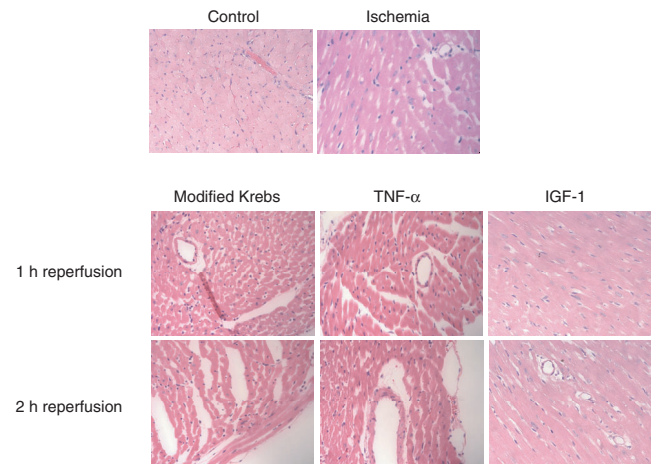 Control Ischemia
Modified Krebs TNF-α IGF-1
1 h reperfusion
2 h reperfusion